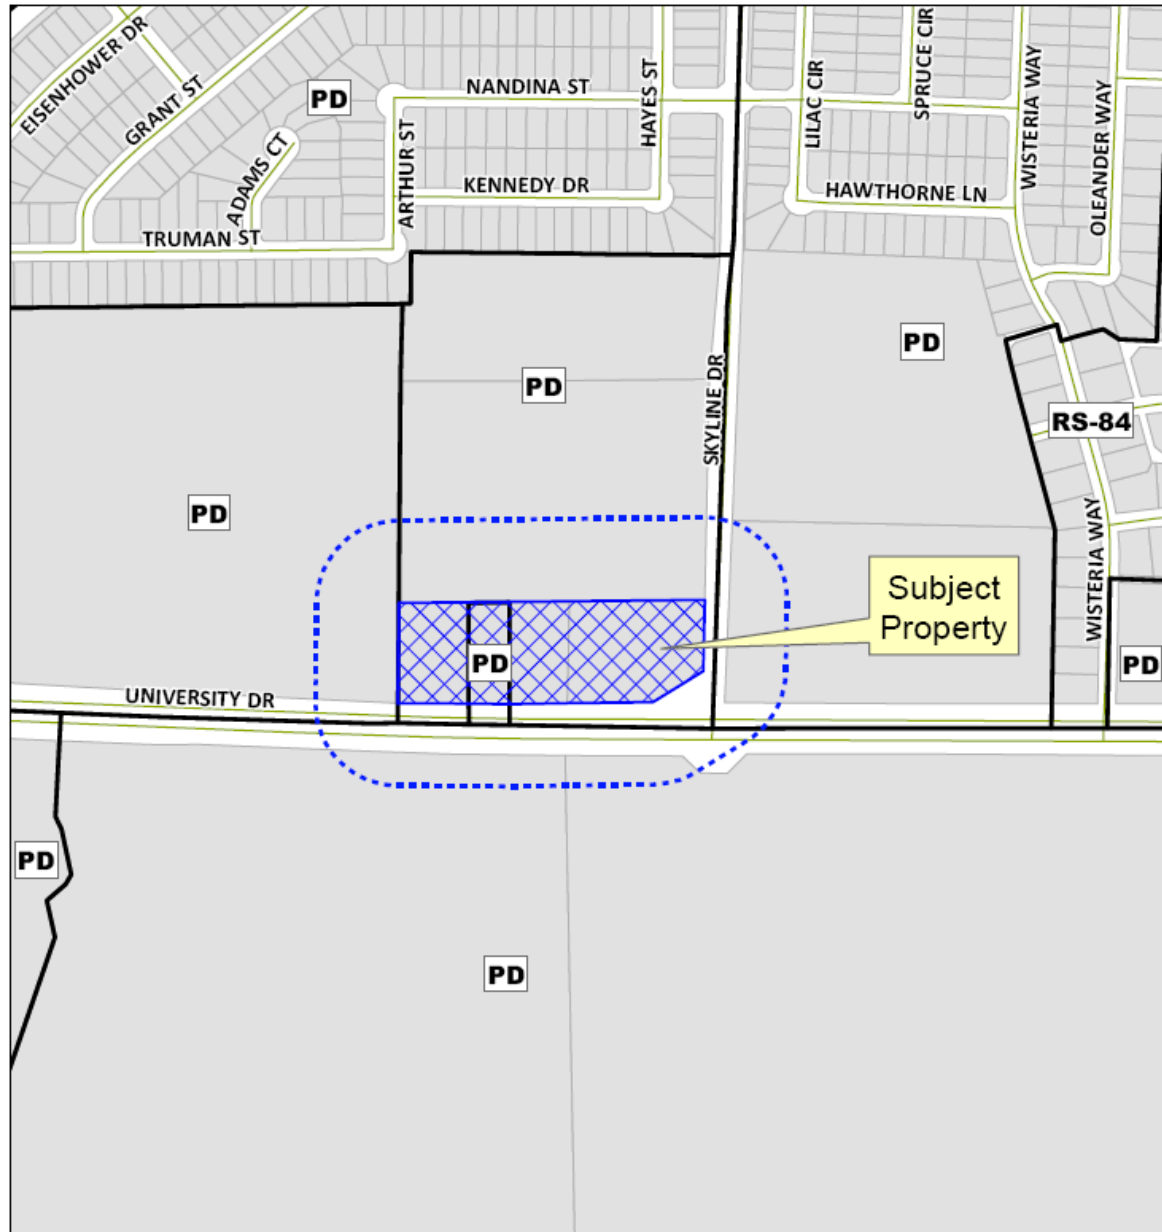 EISENHOWER DR
GRANT ST
PD
NANDINA ST
HAYES ST
LILAC CIR
SPRUCE CIR
WISTERIA WAY
OLEANDER WAY
ADAMS CT
ARTHUR ST
KENNEDY DR
HAWTHORNE LN
TRUMAN ST
PD
PD
SKYLINE DR
RS-84
PD
WISTERIA WAY
Subject
Property
PD
PD
UNIVERSITY DR
PD
PD